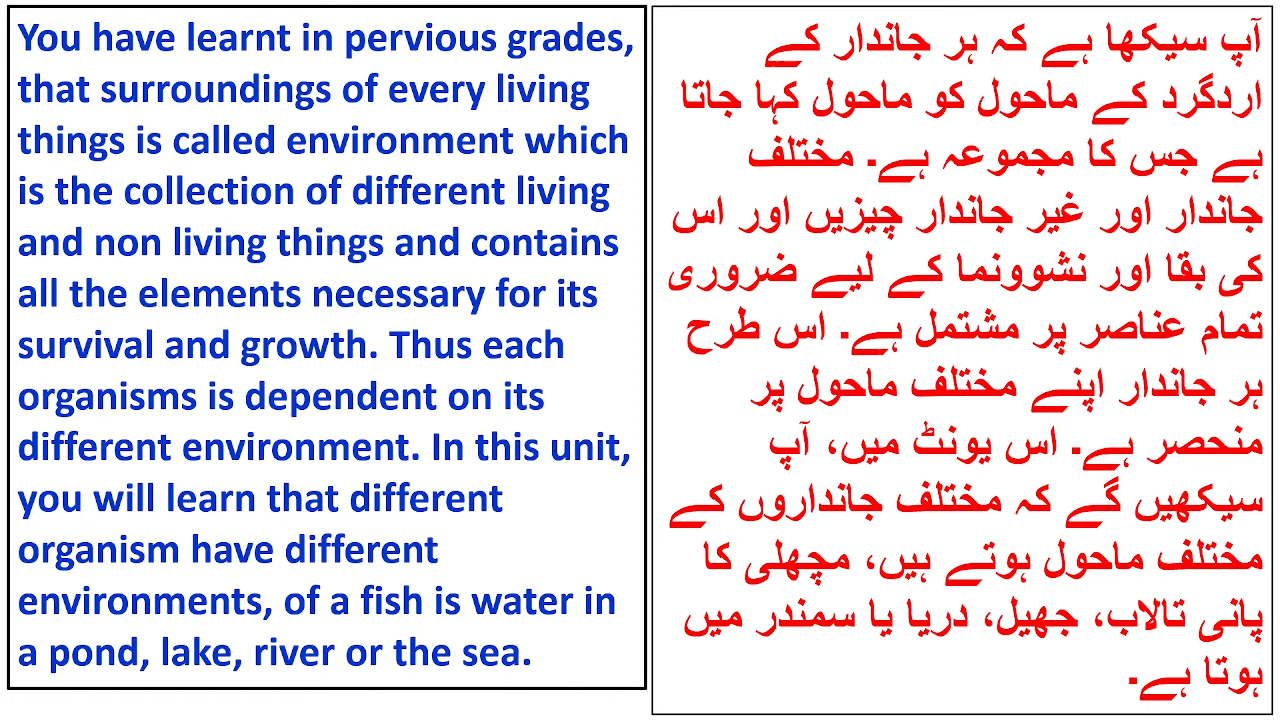 You have learnt in pervious grades,
that surroundings of every living
things is called environment which
is the collection of different living
and non living things and contains
all the elements necessary for its
survival and growth. Thus each
organisms is dependent on its
different environment. In this unit,
you will learn that different
organism have different
environments, of a fish is water in
a pond, lake, river or the sea.
آپ سیکھا ہے کہ ہر جاندار کے
اردگرد کے ماحول کو ماحول کہا جاتا
ہے جس کا مجموعہ ہے۔ مختلف
جاندار اور غیر جاندار چیزیں اور اس
کی بقا اور نشوونما کے لیے ضروری
تمام عناصر پر مشتمل ہے۔ اس طرح
ہر جاندار اپنے مختلف ماحول پر
منحصر ہے۔ اس یونٹ میں، آپ
سیکھیں گے کہ مختلف جانداروں کے
مختلف ماحول ہوتے ہیں، مچھلی کا
پانی تالاب، جھیل، دریا یا سمندر میں
ہوتا ہے۔